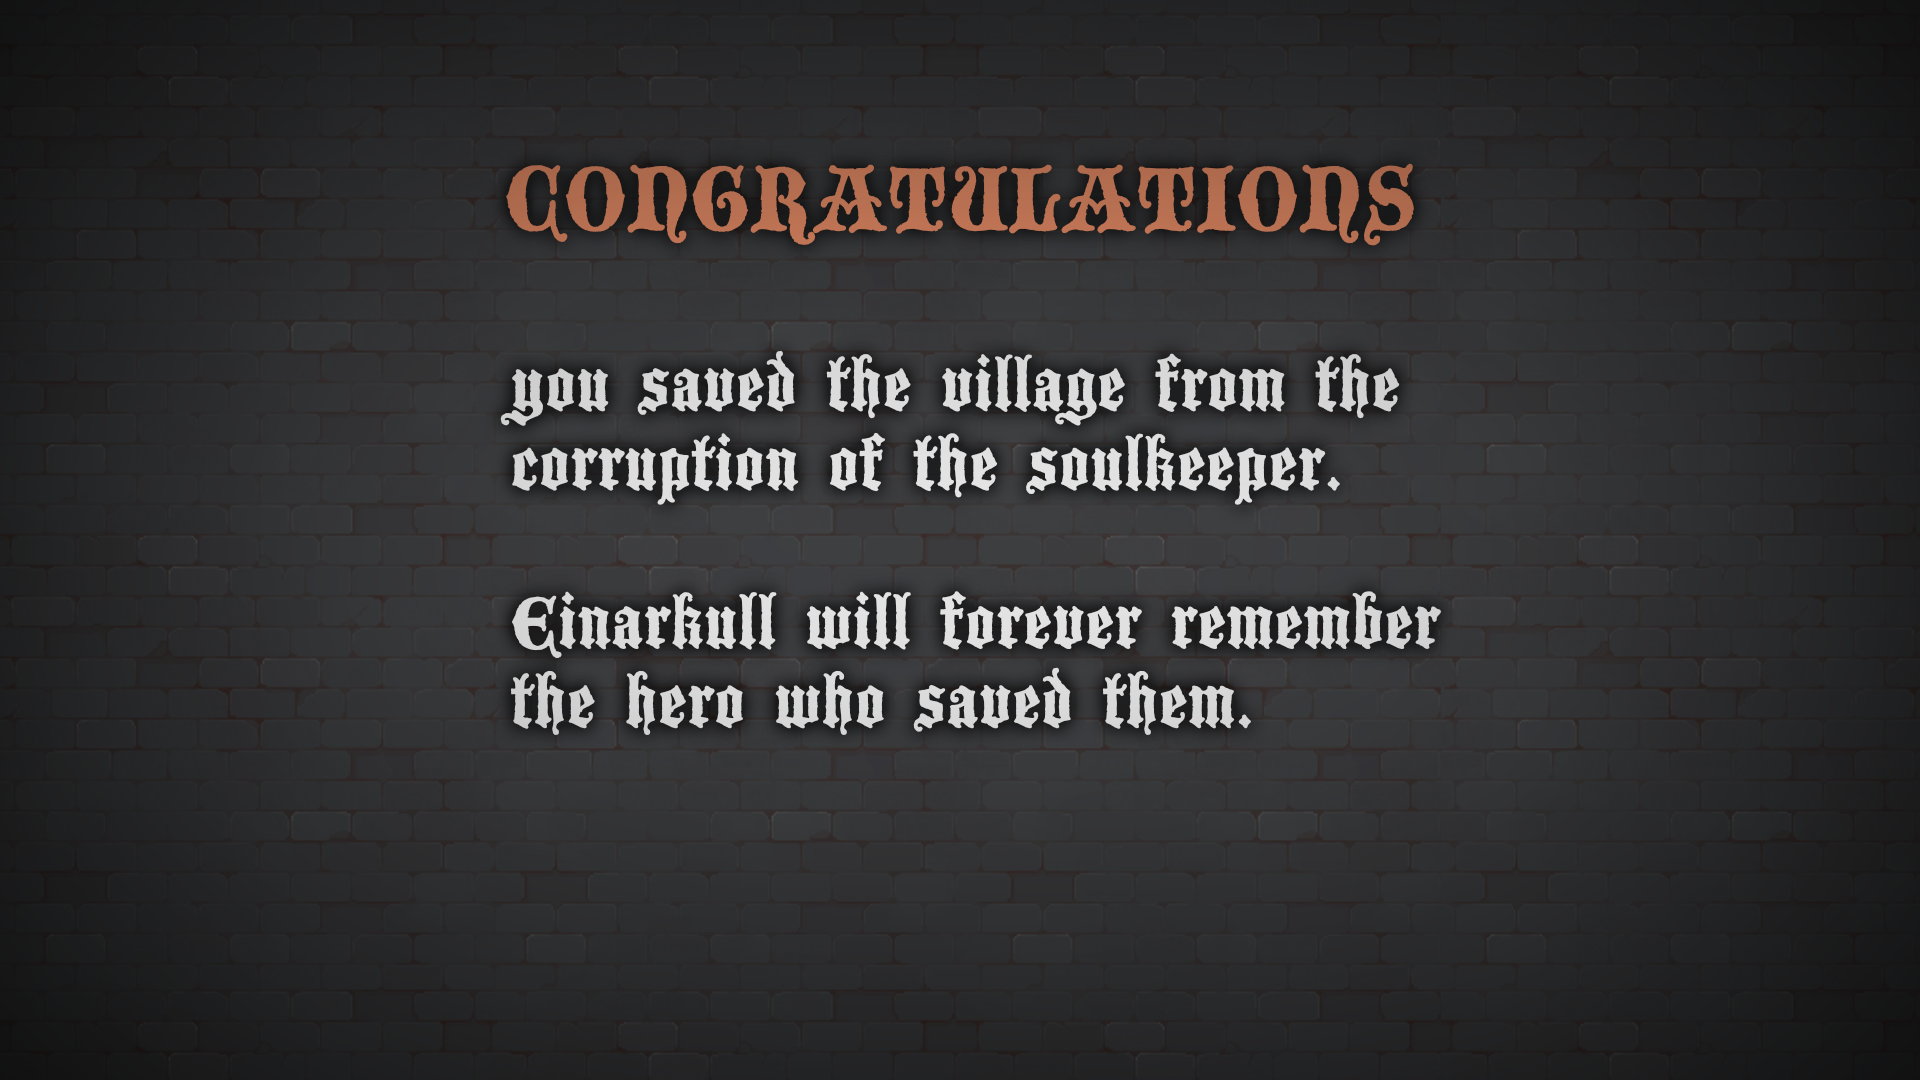 CONGRATULATIONS
you saved the village from the
corruption of the soulkeeper.
Einarkull will forever remember
the hero who saved them.